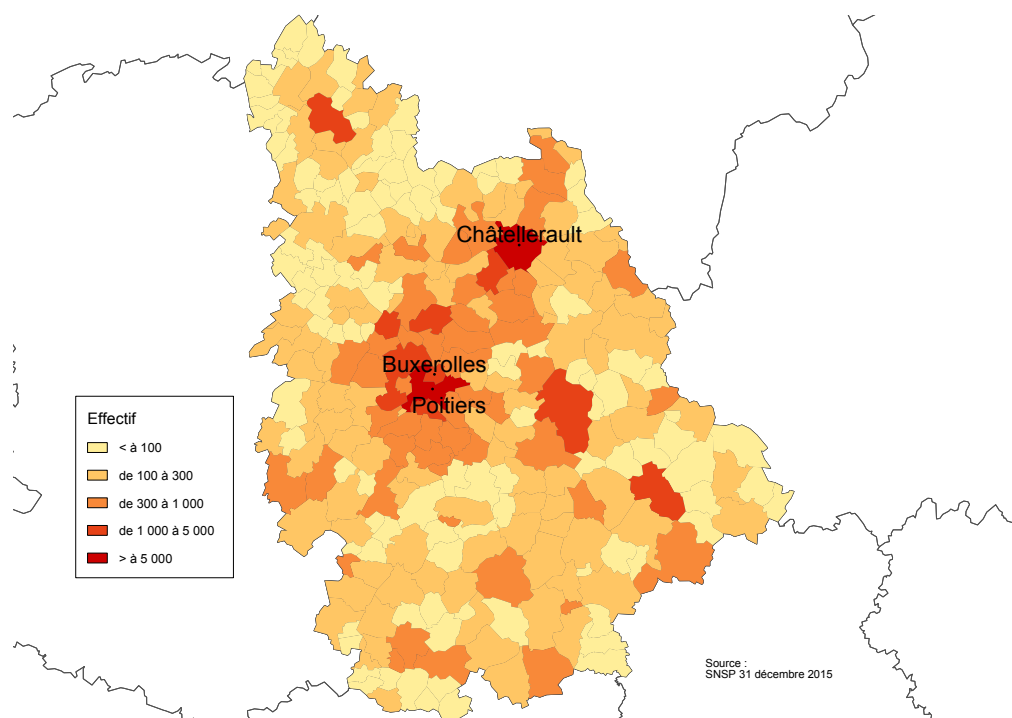 Châtellerault
Buxerolles
Poitiers
Effectif
< à 100
de 100 à 300
de 300 à 1 000
de 1 000 à 5 000
> à 5 000
Source :
SNSP 31 décembre 2015